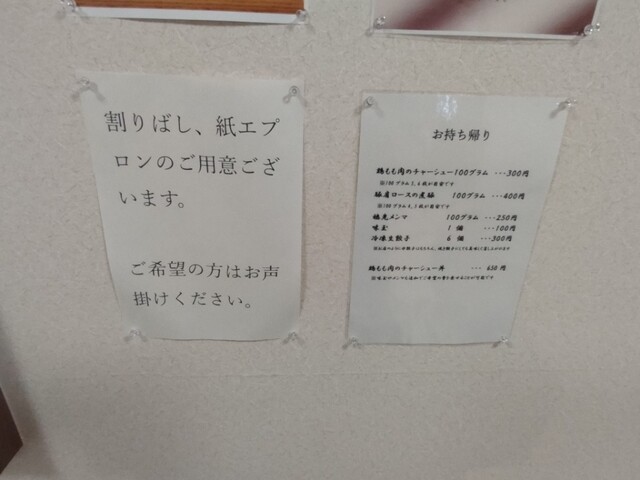 割りばし、紙エプ
ロンのご用意ござ
います。
ご希望の方はお声
掛けください。
お持ち帰り
鶏もも肉のチャーシュー100グラム ・・・300円
豚肩ロースの煮豚 100グラム ・・・400円
穂先メンマ 100グラム ・・・250円
味玉 1個 ・・・100円
冷凍生餃子 6個 ・・・300円
鶏もも肉のチャーシュー丼 ・・・ 650円